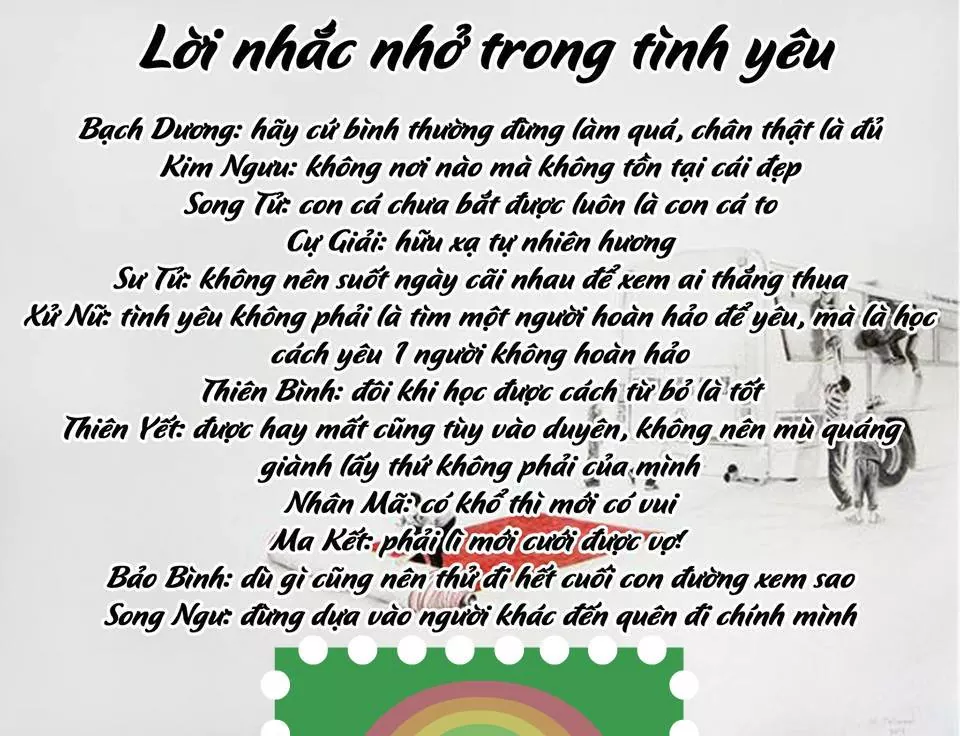 Lời nhắc nhở trong tình yêu
Bạch Dương: hãy cứ bình thường đừng làm quá, chân thật là đủ
Kim Ngưu: không nơi nào mà không tồn tại cái đẹp
Song Tử: con cá chưa bắt được luôn là con cá to
Cự Giải: hữu xạ tự nhiên hương
Sư Tử: không nên suốt ngày cãi nhau để xem ai thắng thua
Xử Nữ: tình yêu không phải là tìm một người hoàn hảo để yêu, mà là học
cách yêu 1 người không hoàn hảo
Thiên Bình: đôi khi học được cách từ bỏ là tốt
Thiên Yết: được hay mất cũng tùy vào duyên, không nên mù quáng
giành lấy thứ không phải của mình
Nhân Mã: có khổ thì mới có vui
Ma Kết: phải lì mới cưới được vợ!
Bảo Bình: dù gì cũng nên thử đi hết cuối con đường xem sao
Song Ngư: đừng dựa vào người khác đến quên đi chính mình